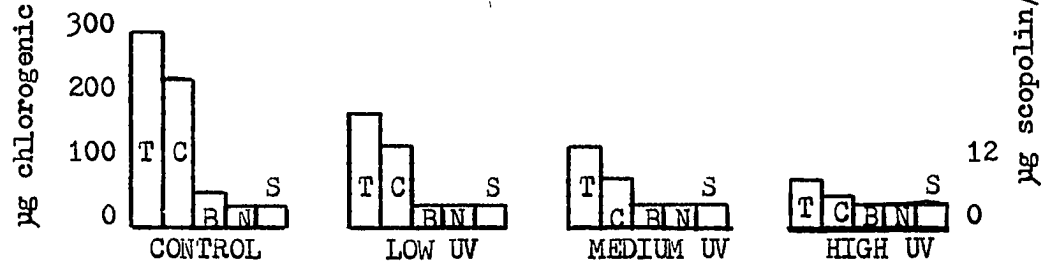 µg chlorogenic
300
200
100
0
T C B N S
CONTROL
T C B N S
LOW UV
T C B N S
MEDIUM UV
T C B N S
HIGH UV
12
0
µg scopolin/